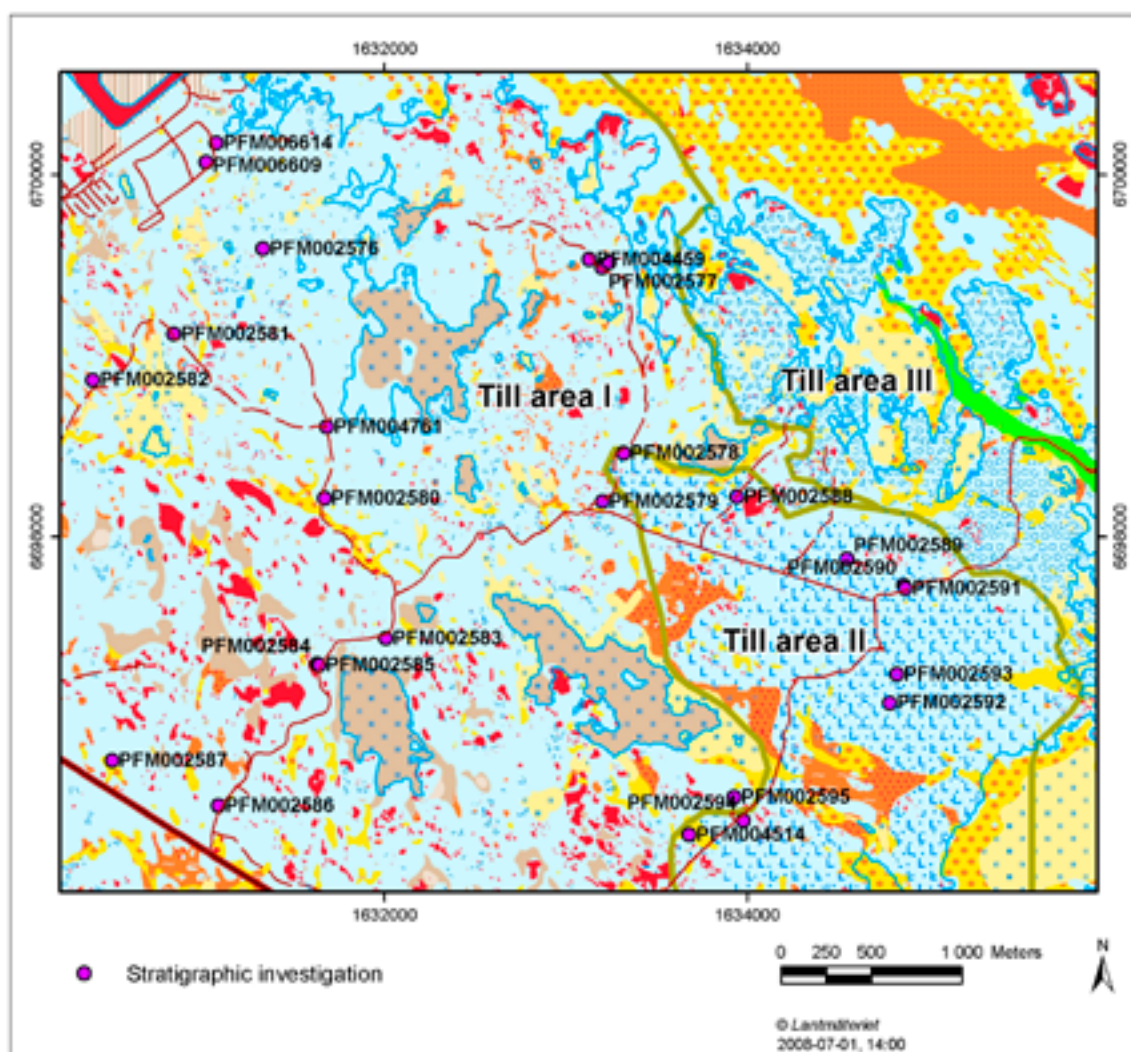 1632000
1634000
PFM006614
PFM006609
6700000
6700000
PFM002576
PFM004459
PFM002577
PFM002581
PFM002582
Till area I
Till area III
PFM004761
PFM002578
PFM002580
PFM002579
PFM002588
6698000
6698000
PFM002589
PFM002590
PFM002591
PFM002584
PFM002583
Till area II
PFM002585
PFM002593
PFM002592
PFM002587
PFM002586
PFM002594
PFM002595
PFM004514
1632000
1634000
Stratigraphic investigation
0 250 500 1 000 Meters
N
© Lantmäteriet
2008-07-01, 14:00